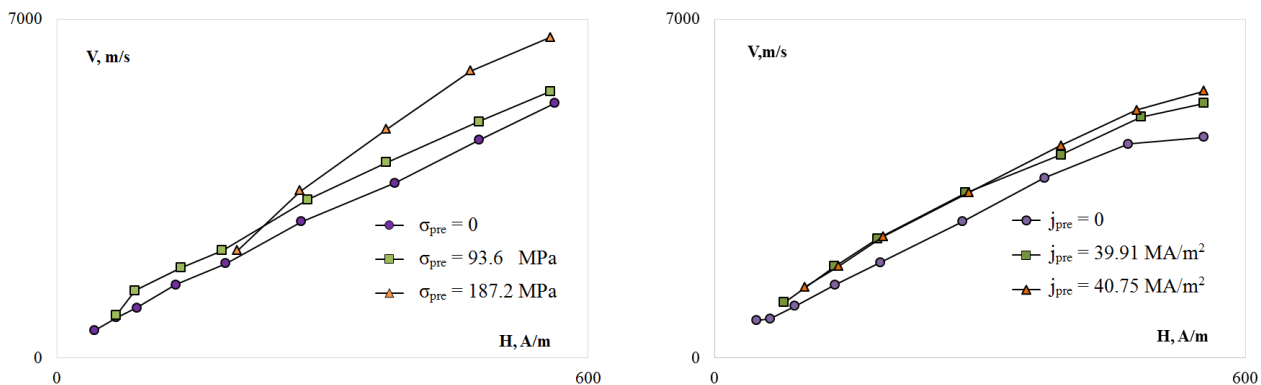 7000
V, m/s
σpre = 0
σpre = 93.6 MPa
σpre = 187.2 MPa
H, A/m
0
0
600
7000
V,m/s
jpre = 0
jpre = 39.91 MA/m²
jpre = 40.75 MA/m²
H, A/m
0
0
600